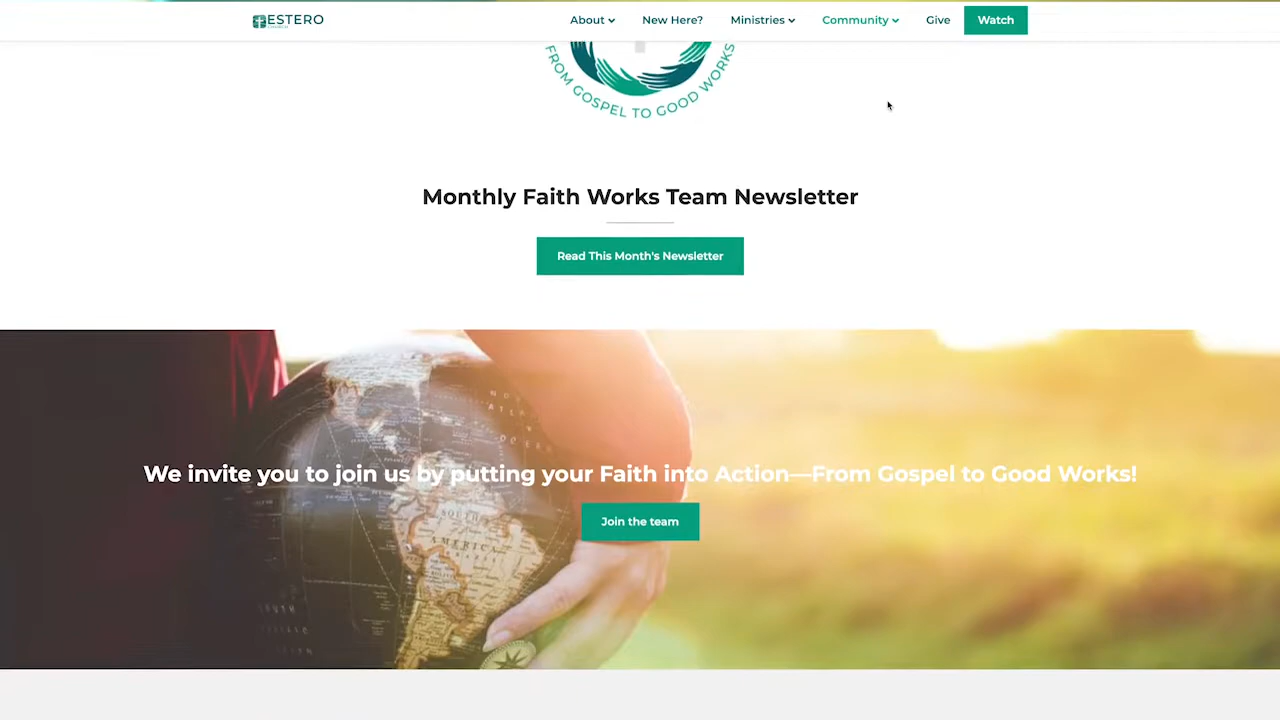 ESTERO
About
New Here?
Ministries
Community
Give
Watch
FROM GOSPEL TO GOOD WORKS
Monthly Faith Works Team Newsletter
Read This Month's Newsletter
We invite you to join us by putting your Faith into Action—From Gospel to Good Works!
Join the team
SOUTH
AMERICA